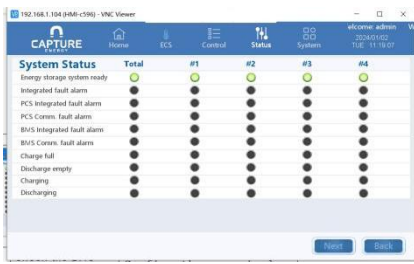 192.168.1.104 (HMI-c596) - VNC Viewer
CAPTURE
ENERGY
Home
ECS
Control
Status
System
elcome: admin
2024/01/02
TUE 11:19:07
System Status Total #1 #2 #3 #4
Energy storage system ready
Integrated fault alarm
PCS Integrated fault alarm
PCS Comm. fault alarm
BMS Integrated fault alarm
BMS Comm. fault alarm
Charge full
Discharge empty
Charging
Discharging
Next Back